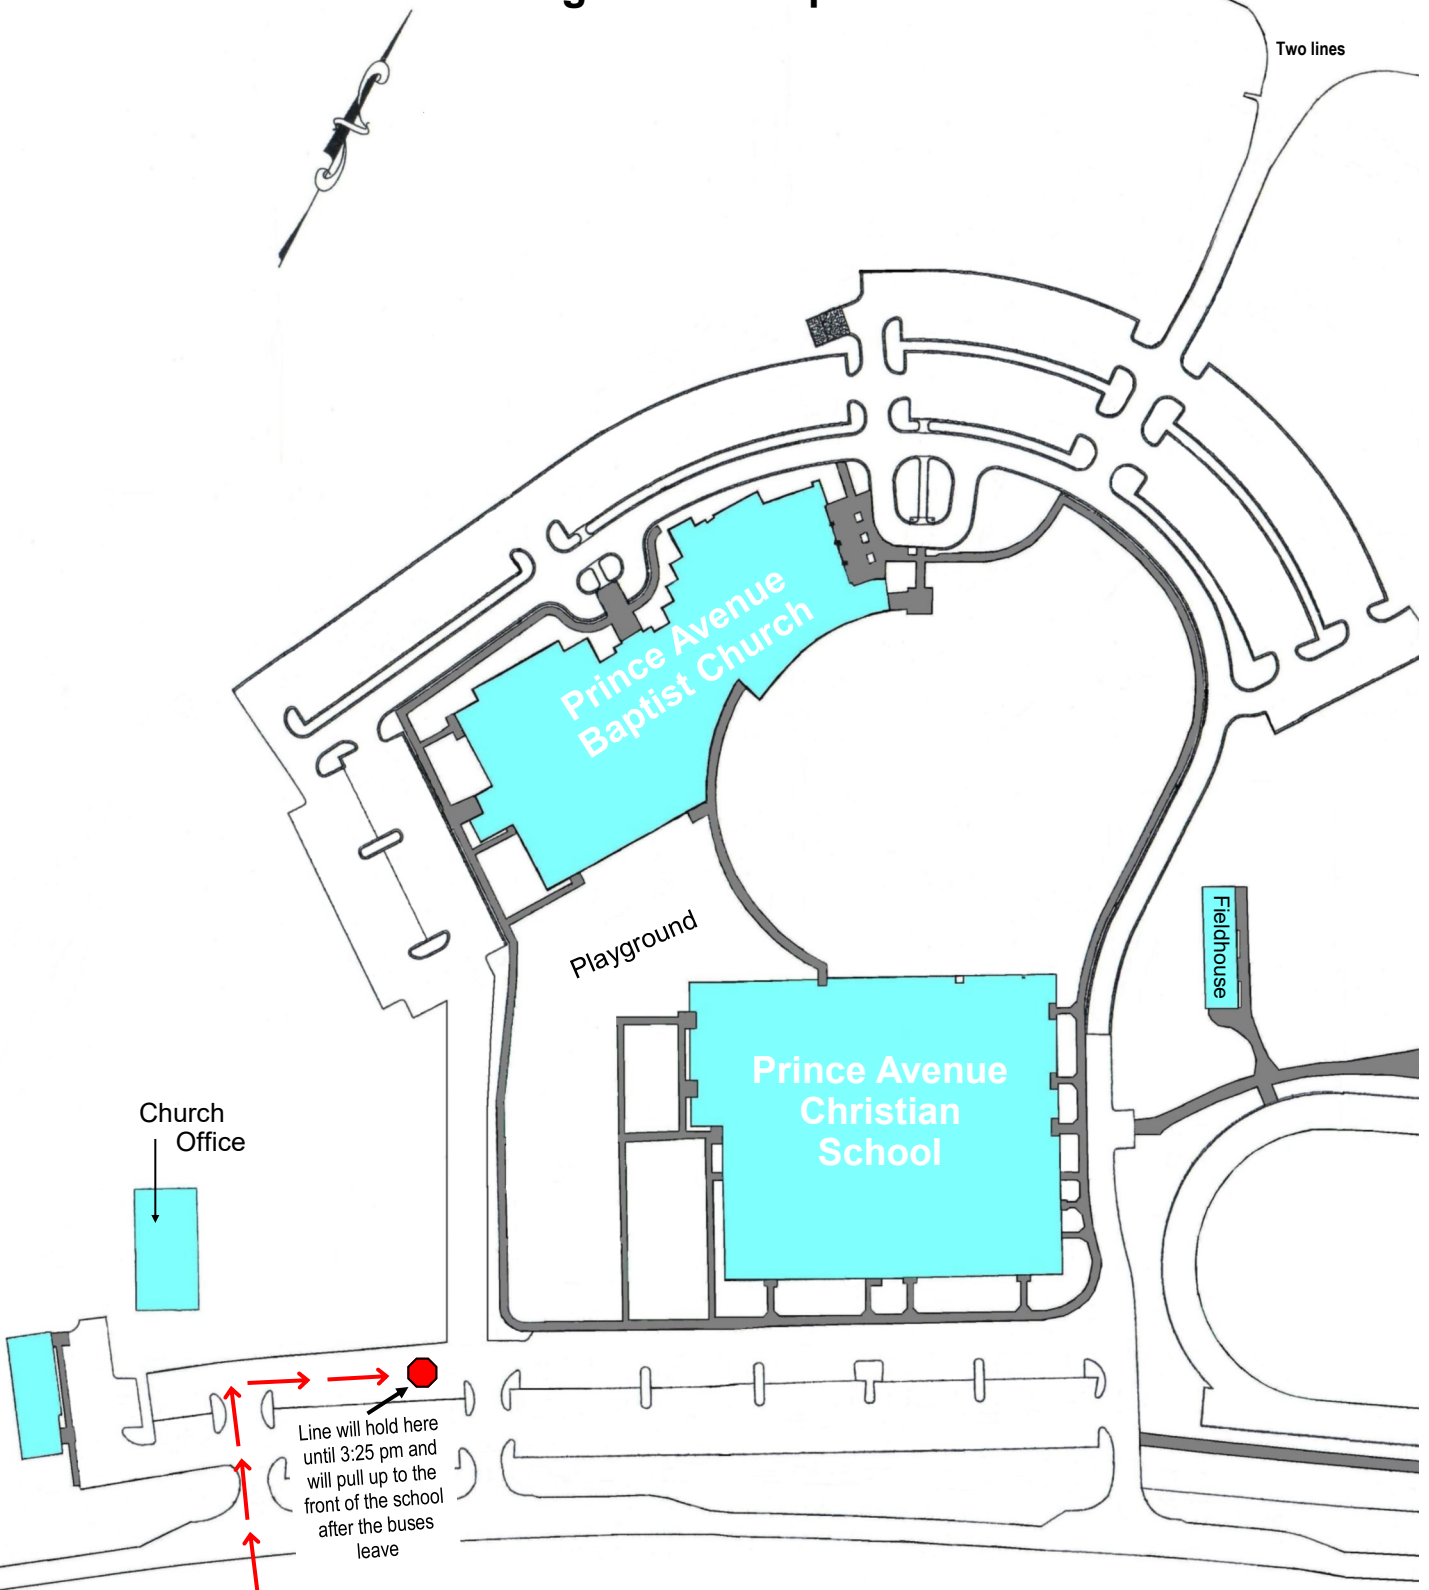 Two lines
Prince Avenue
Baptist Church
Fieldhouse
Playground
Prince Avenue
Christian
School
Church
Office
Line will hold here
until 3:25 pm and
will pull up to the
front of the school
after the buses
leave